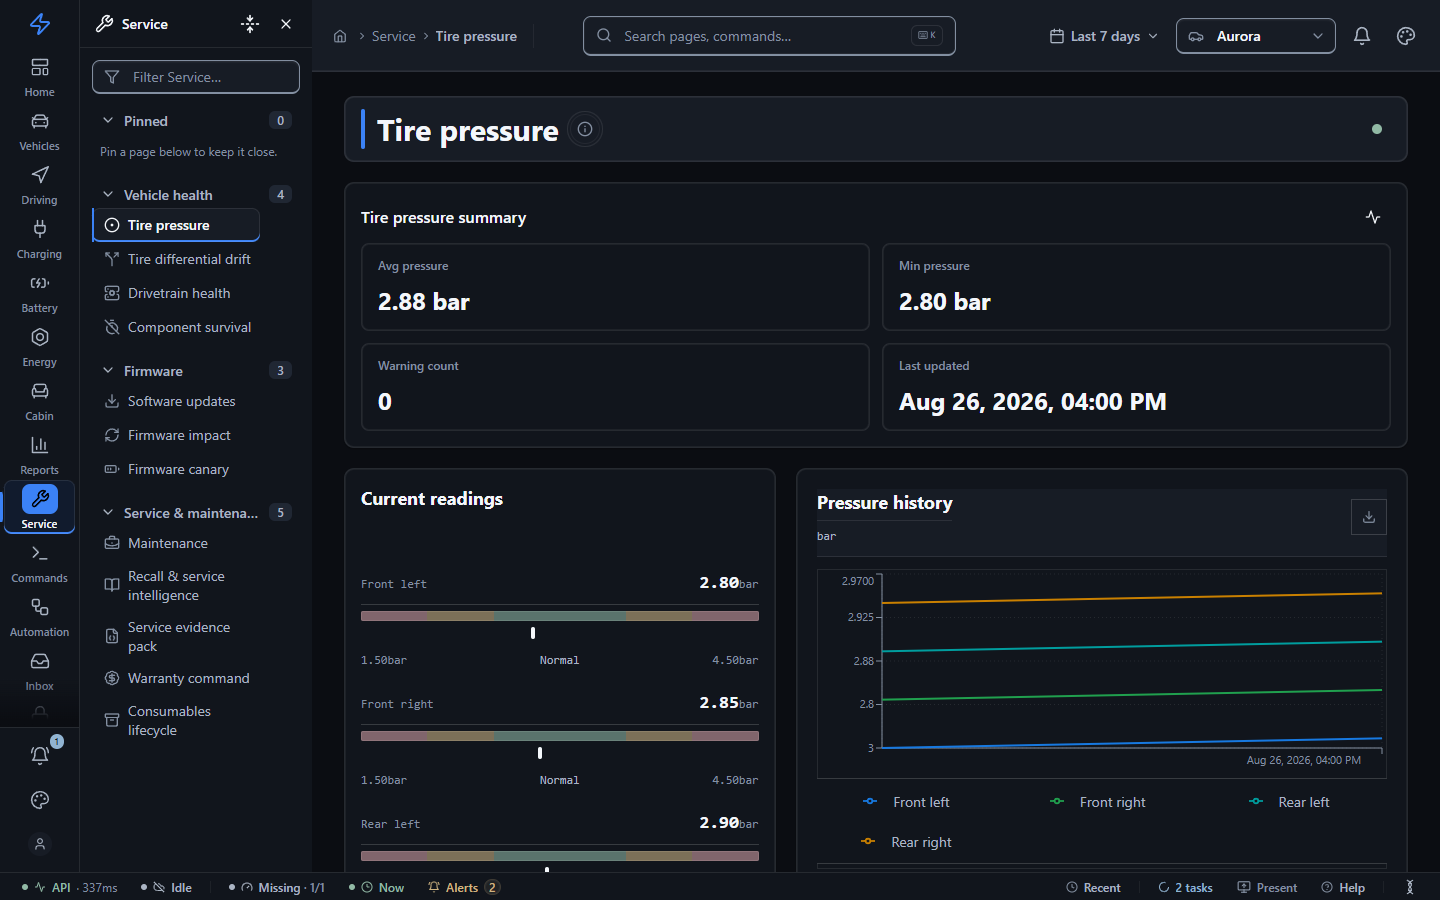 Service
Service
Tire pressure
Search pages, commands...
K
Last 7 days
Aurora
Home
Vehicles
Driving
Charging
Battery
Energy
Cabin
Reports
Service
Commands
Automation
Inbox
1
Filter Service...
Pinned
0
Pin a page below to keep it close.
Vehicle health
4
Tire pressure
Tire differential drift
Drivetrain health
Component survival
Firmware
3
Software updates
Firmware impact
Firmware canary
Service & maintena...
5
Maintenance
Recall & service
intelligence
Service evidence
pack
Warranty command
Consumables
lifecycle
Tire pressure
Tire pressure summary
Avg pressure
2.88 bar
Min pressure
2.80 bar
Warning count
0
Last updated
Aug 26, 2026, 04:00 PM
Current readings
Front left
2.80bar
1.50bar
Normal
4.50bar
Front right
2.85bar
1.50bar
Normal
4.50bar
Rear left
2.90bar
Pressure history
bar
2.9700
2.925
2.88
2.8
3
Aug 26, 2026, 04:00 PM
Front left
Front right
Rear left
Rear right
API · 337ms
Idle
Missing · 1/1
Now
Alerts 2
Recent
2 tasks
Present
Help